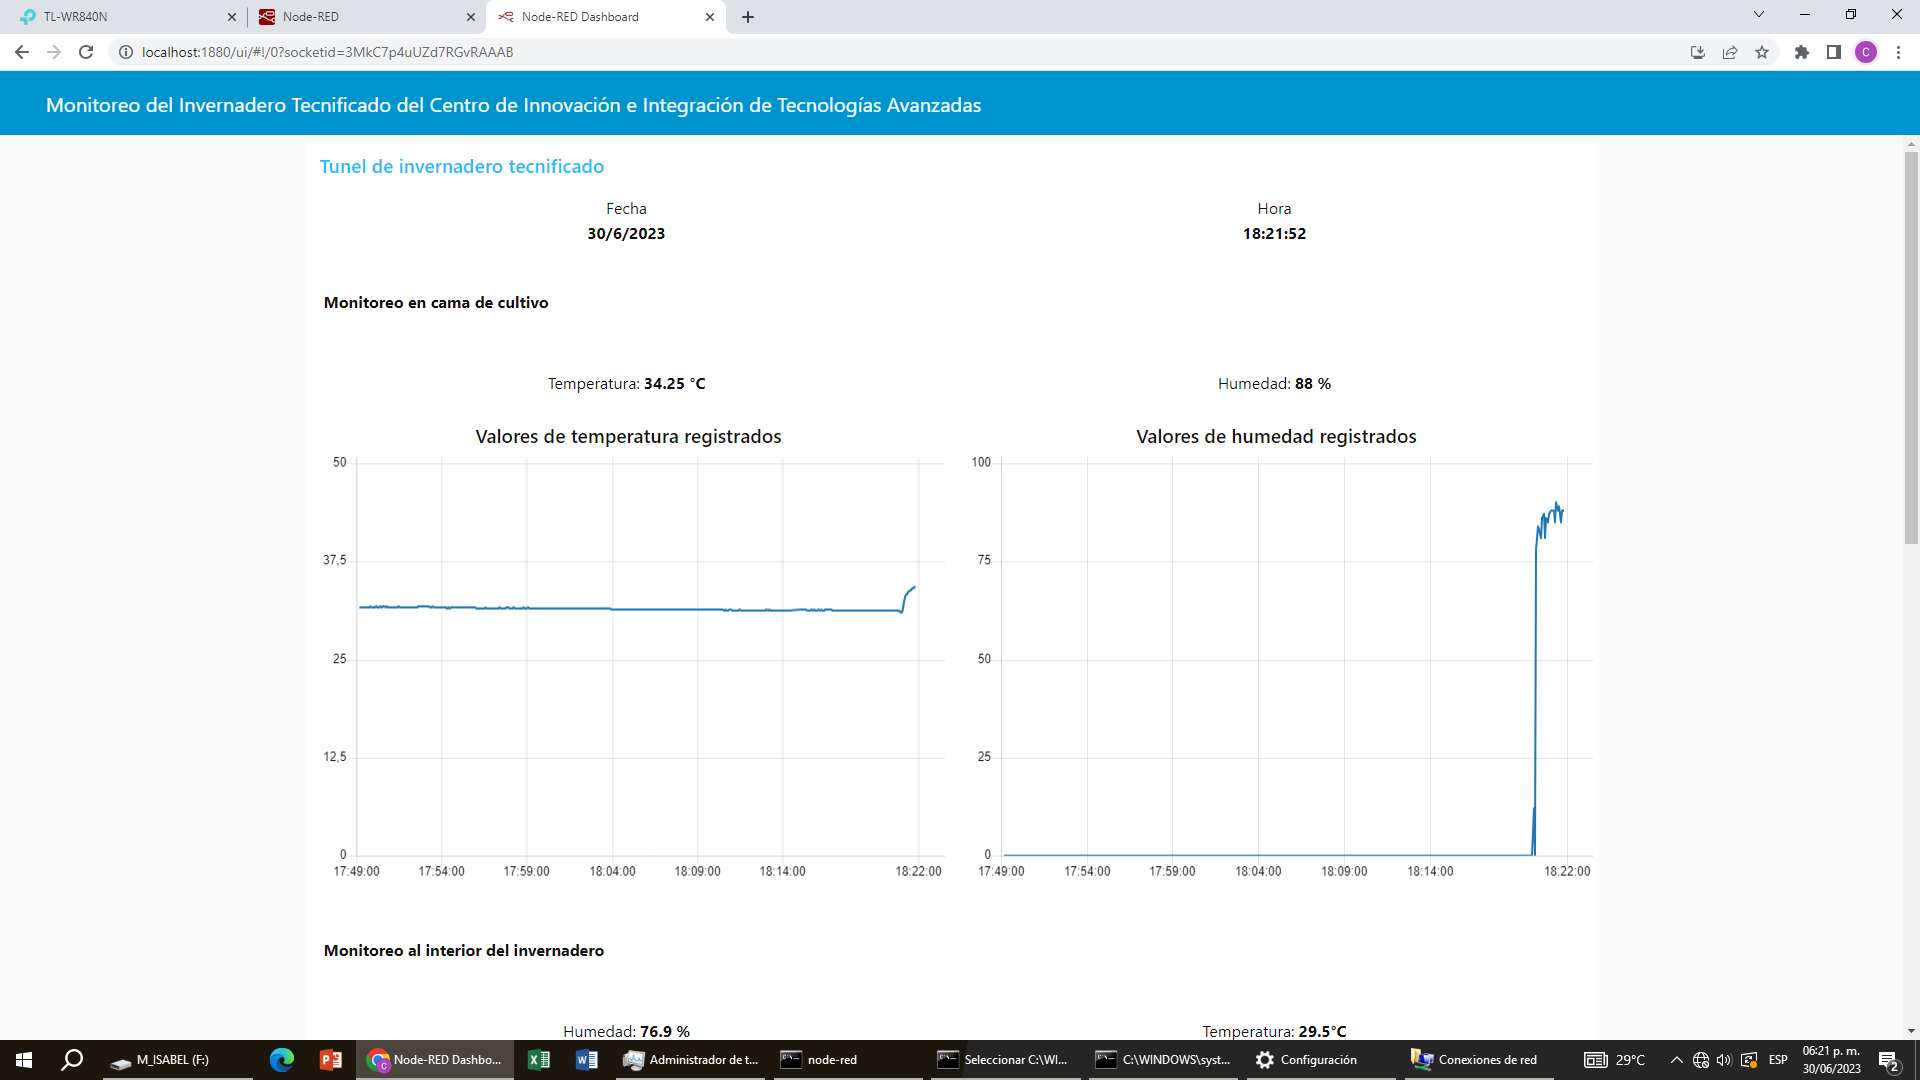 TL-WR840N
Node-RED
Node-RED Dashboard
localhost:1880/ui/#!/0?socketid=3MkC7p4uUZd7RGvRAAAB
C
Monitoreo del Invernadero Tecnificado del Centro de Innovación e Integración de Tecnologías Avanzadas
Tunel de invernadero tecnificado
Fecha
30/6/2023
Hora
18:21:52
Monitoreo en cama de cultivo
Temperatura: 34.25 °C
Humedad: 88 %
Valores de temperatura registrados
50
37,5
25
12,5
0
17:49:00 17:54:00 17:59:00 18:04:00 18:09:00 18:14:00 18:22:00
Valores de humedad registrados
100
75
50
25
0
17:49:00 17:54:00 17:59:00 18:04:00 18:09:00 18:14:00 18:22:00
Monitoreo al interior del invernadero
Humedad: 76.9 %
Temperatura: 29.5°C
M_ISABEL (F:)
Node-RED Dashbo...
Administrador de t...
node-red
Seleccionar C:\WI...
C:\WINDOWS\syst...
Configuración
Conexiones de red
29°C
ESP
06:21 p. m.
30/06/2023
2